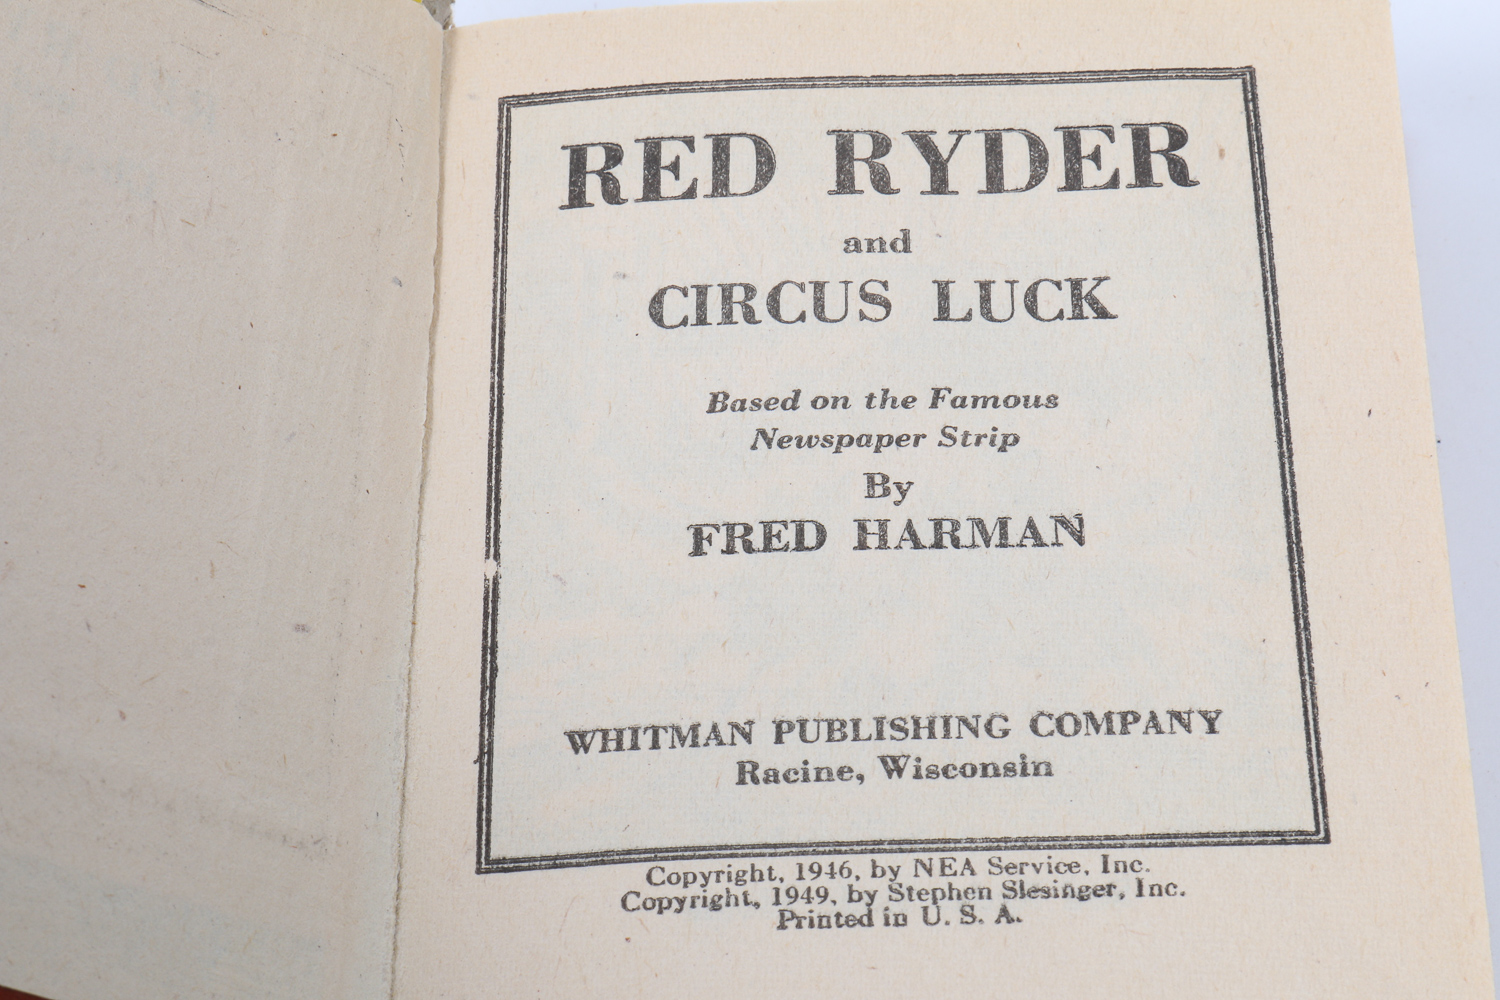 RED RYDER
and
CIRCUS LUCK
Based on the Famous
Newspaper Strip
By
FRED HARMAN
WHITMAN PUBLISHING COMPANY
Racine, Wisconsin
Copyright, 1946, by NEA Service, Inc.
Copyright, 1949, by Stephen Slesinger, Inc.
Printed in U. S. A.